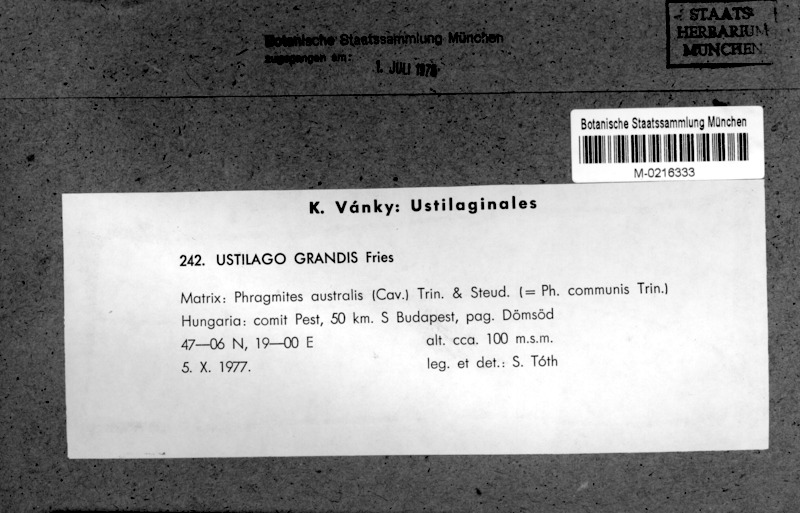 STAATS
HERBARIUM
MÜNCHEN
Botanische Staatssammlung München
zugegangen am:
1. JULI 1978
Botanische Staatssammlung München
M-0216333
K. Vánky: Ustilaginales
242. USTILAGO GRANDIS Fries
Matrix: Phragmites australis (Cav.) Trin. & Steud. (= Ph. communis Trin.)
Hungaria: comit Pest, 50 km. S Budapest, pag. Dömsöd
47—06 N, 19—00 E alt. cca. 100 m.s.m.
5. X. 1977. leg. et det.: S. Tóth